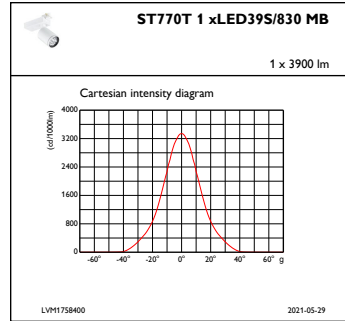 ST770T 1 xLED39S/830 MB
1 x 3900 lm
Cartesian intensity diagram
(cd/1000lm)
4000
3200
2400
1600
800
0
-60° -40° -20° 0° 20° 40° 60° g
LVM1758400 2021-05-29